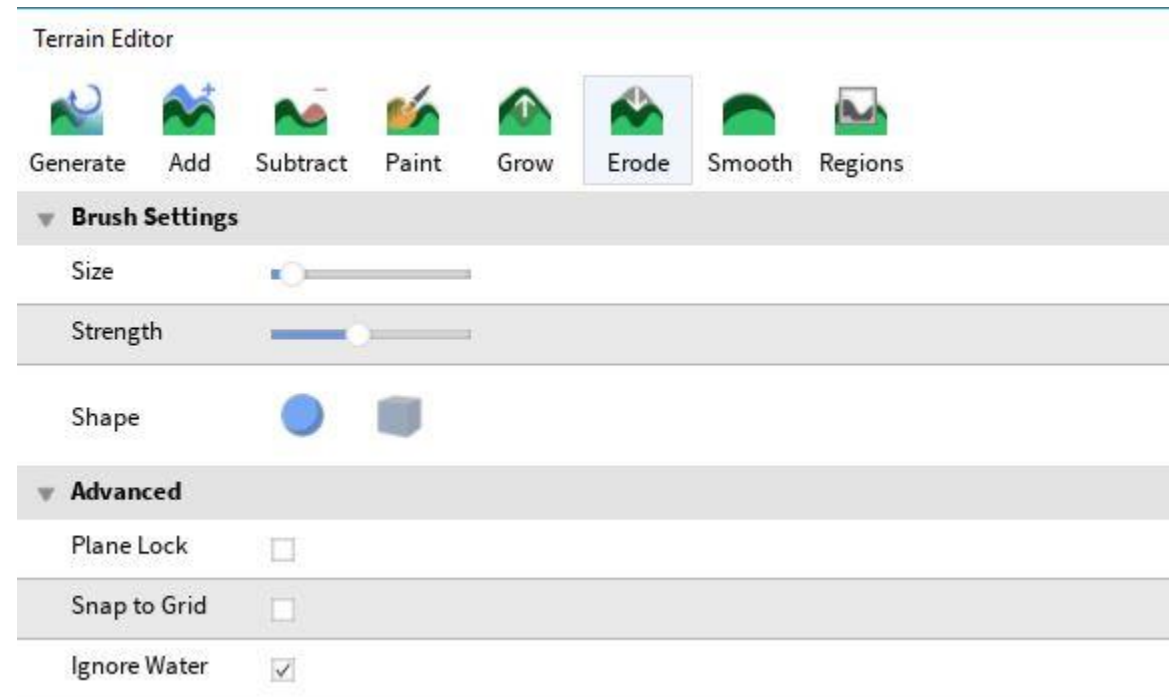 Terrain Editor
Generate Add Subtract Paint Grow Erode Smooth Regions
Brush Settings
Size
Strength
Shape
Advanced
Plane Lock
Snap to Grid
Ignore Water